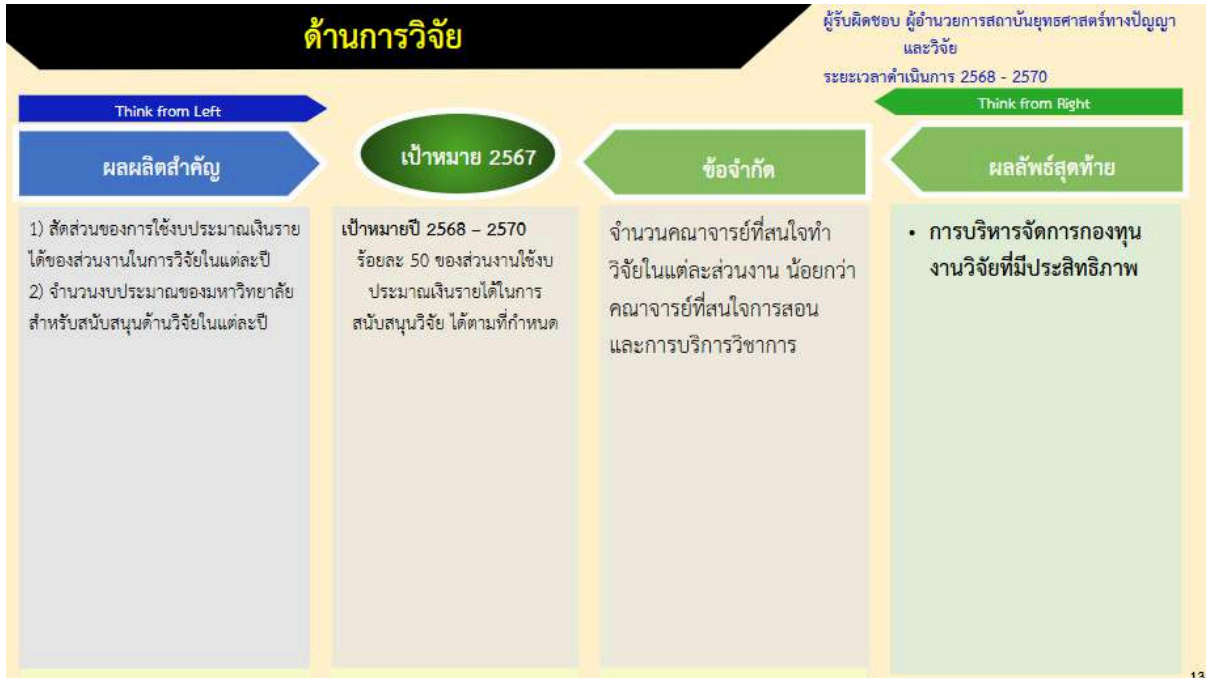 ด้านการวิจัย
ผู้รับผิดชอบ ผู้อำนวยการสถาบันยุทธศาสตร์ทางปัญญา
และวิจัย
ระยะเวลาดำเนินการ 2568 - 2570
Think from Left
Think from Right
ผลผลิตสำคัญ
เป้าหมาย 2567
ข้อจำกัด
ผลลัพธ์สุดท้าย
1) สัดส่วนของการใช้งบประมาณเงินราย
ได้ของส่วนงานในการวิจัยในแต่ละปี
2) จำนวนงบประมาณของมหาวิทยาลัย
สำหรับสนับสนุนด้านวิจัยในแต่ละปี
เป้าหมายปี 2568 – 2570
ร้อยละ 50 ของส่วนงานใช้งบ
ประมาณเงินรายได้ในการ
สนับสนุนวิจัย ได้ตามที่กำหนด
จำนวนคณาจารย์ที่สนใจทำ
วิจัยในแต่ละส่วนงาน น้อยกว่า
คณาจารย์ที่สนใจการสอน
และการบริการวิชาการ
• การบริหารจัดการกองทุน
งานวิจัยที่มีประสิทธิภาพ
13